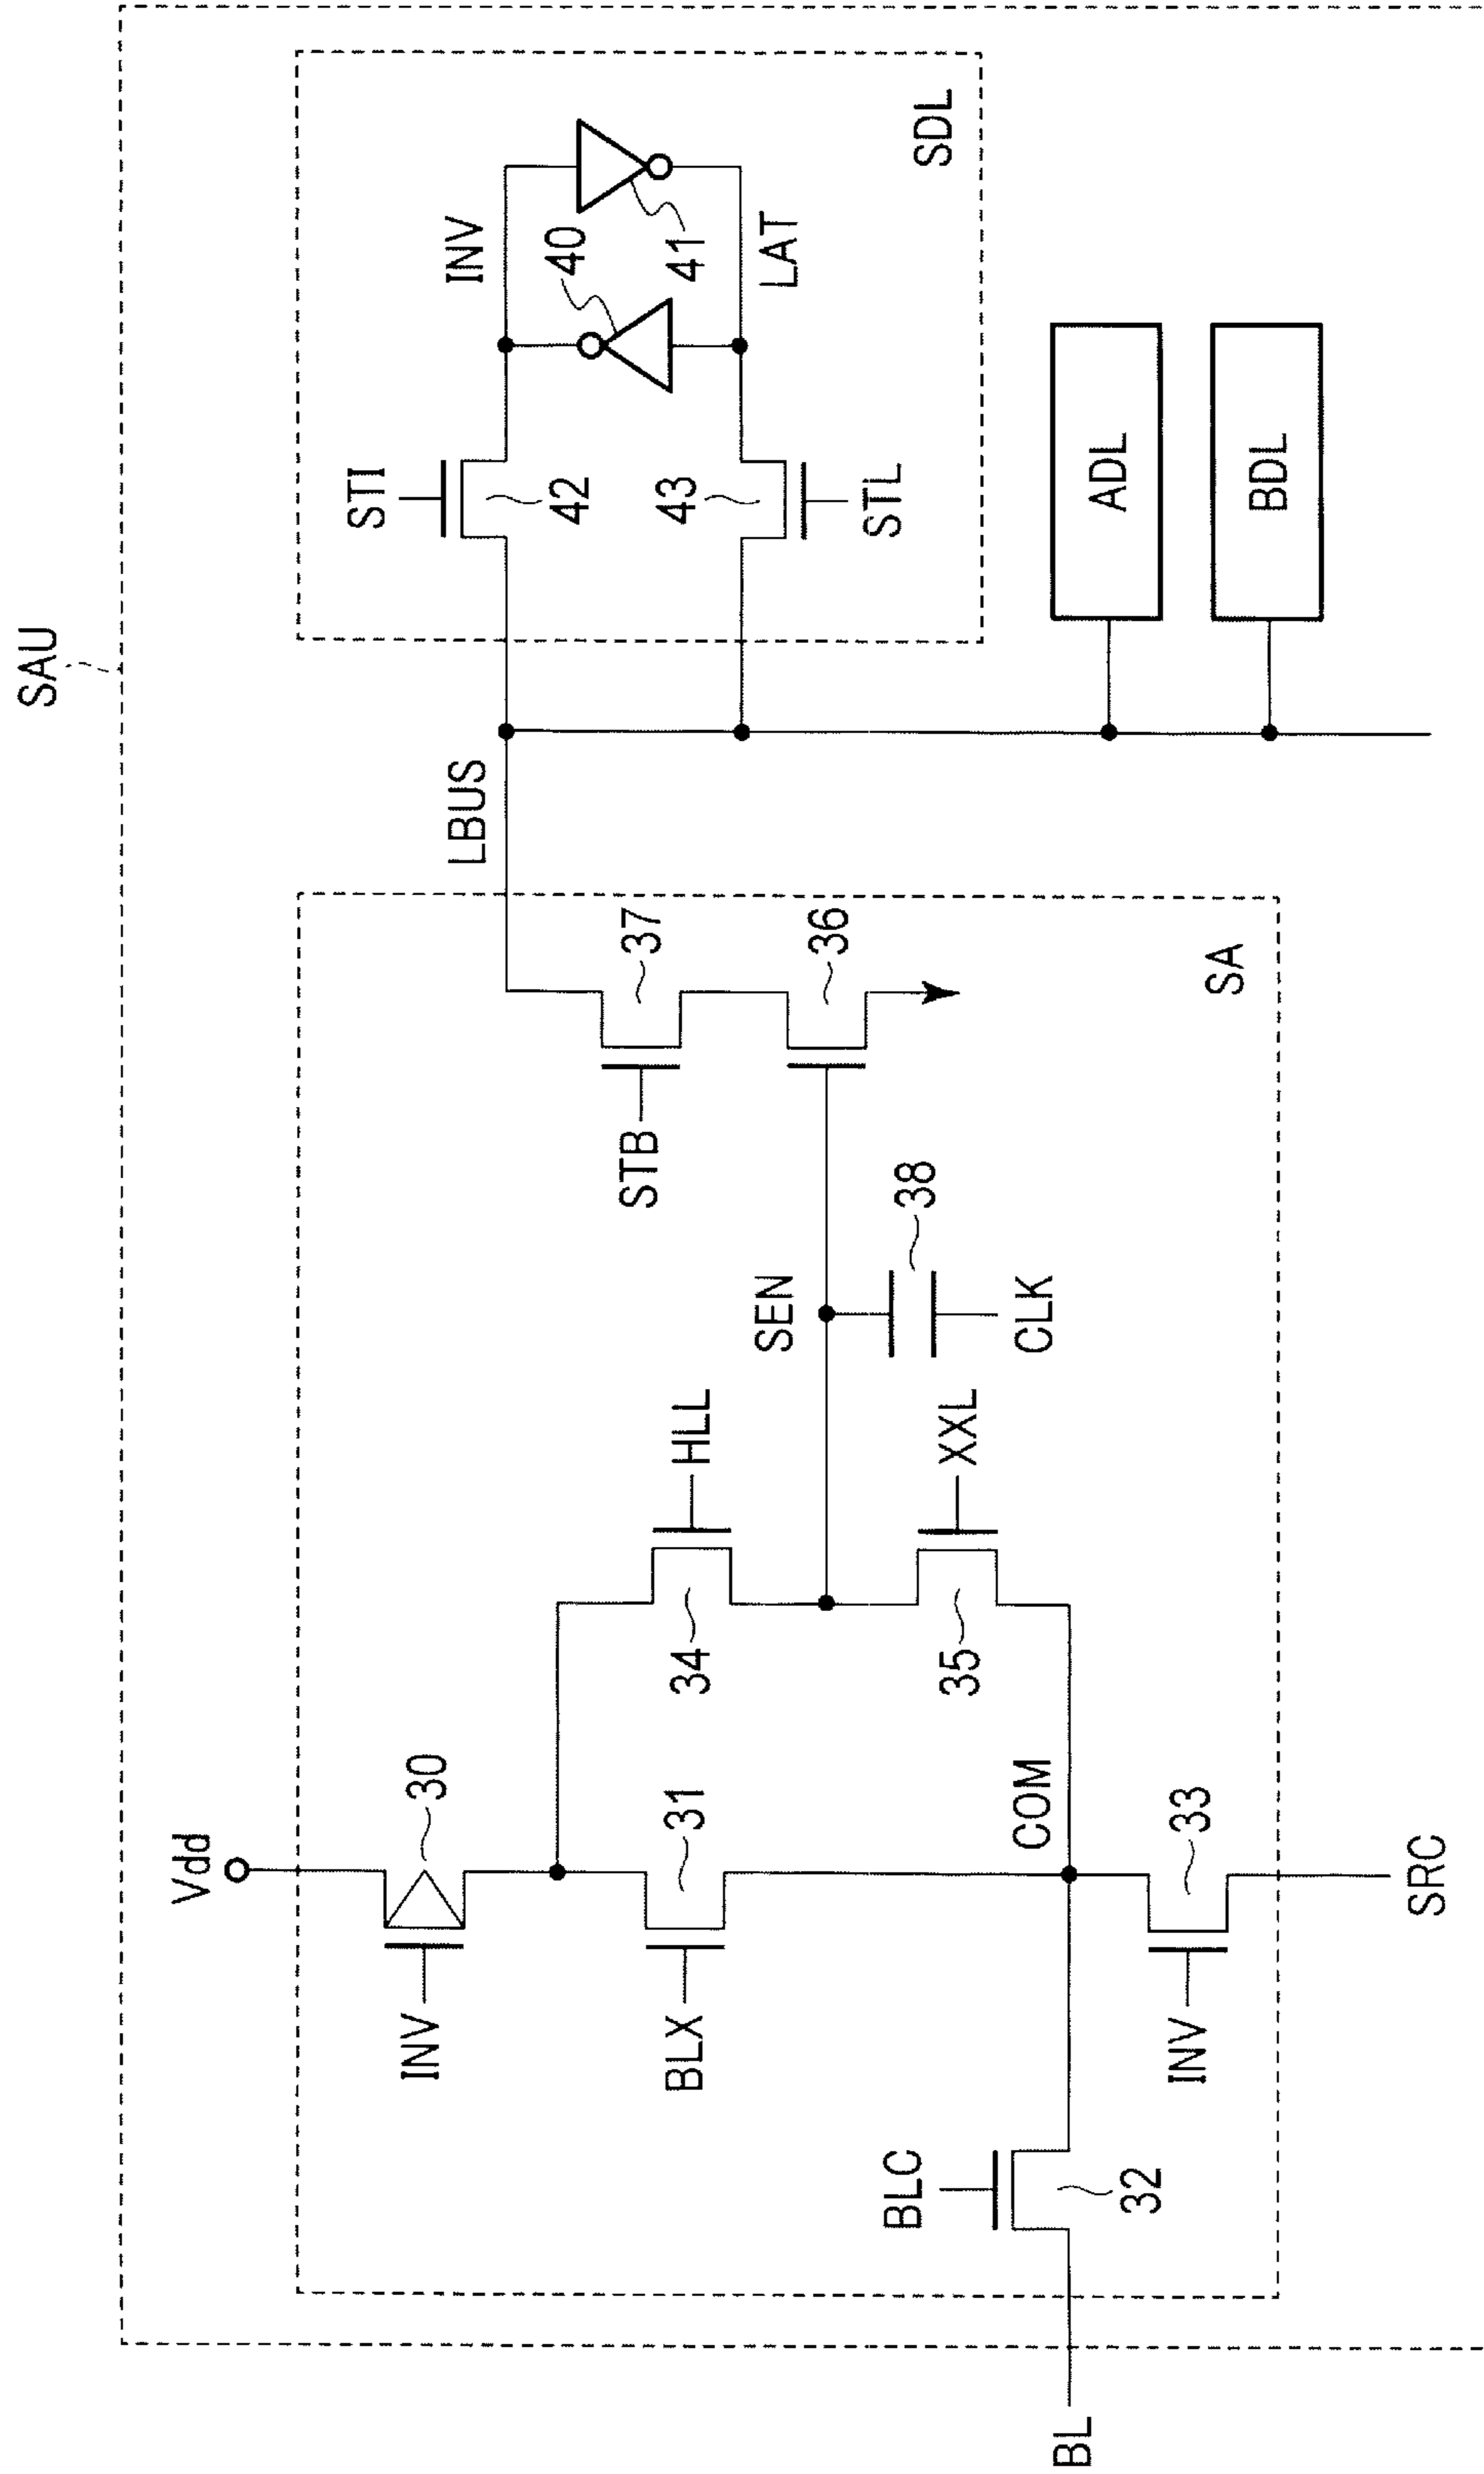 SAU
Vdd
INV
30
BLX
31
HLL
34
XXL
35
SEN
38
CLK
COM
BLC
32
BL
INV
33
SRC
STB
37
36
SA
LBUS
STI
42
INV
40
41
LAT
43
STL
SDL
ADL
BDL